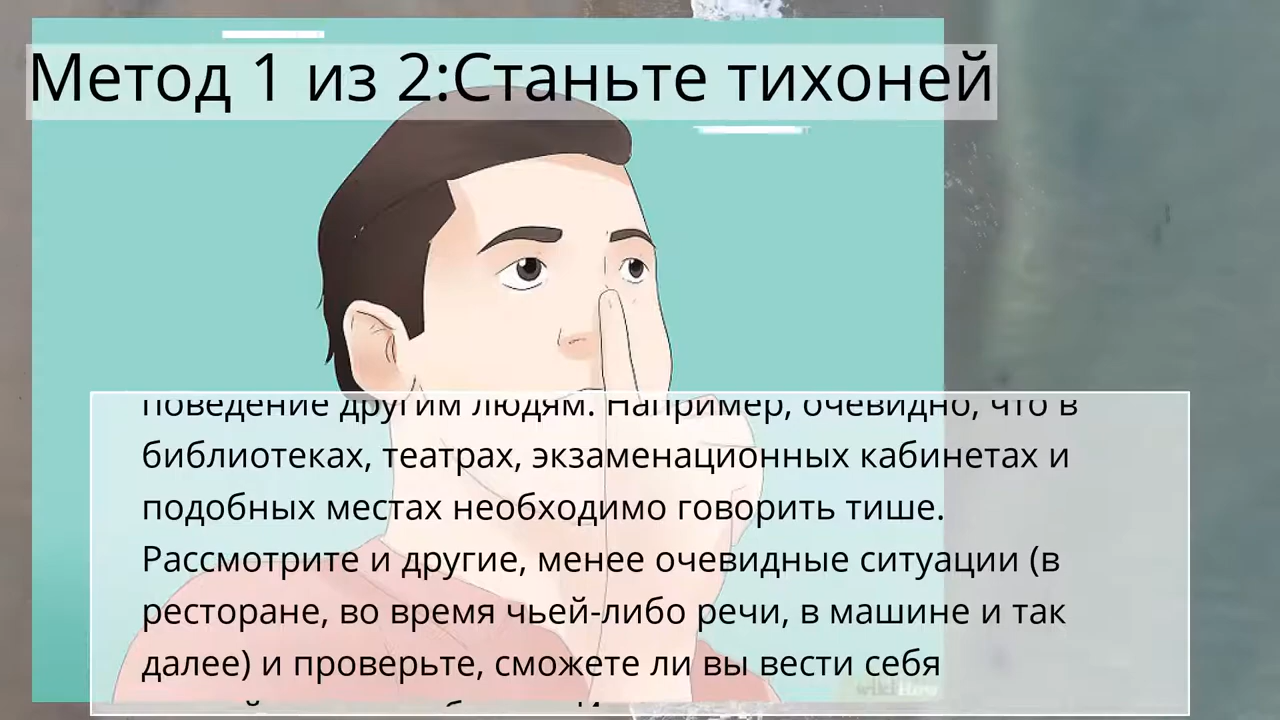 Метод 1 из 2:Станьте тихоней
поведение другим людям. Например, очевидно, что в
библиотеках, театрах, экзаменационных кабинетах и
подобных местах необходимо говорить тише.
Рассмотрите и другие, менее очевидные ситуации (в
ресторане, во время чьей-либо речи, в машине и так
далее) и проверьте, сможете ли вы вести себя
wikiHow